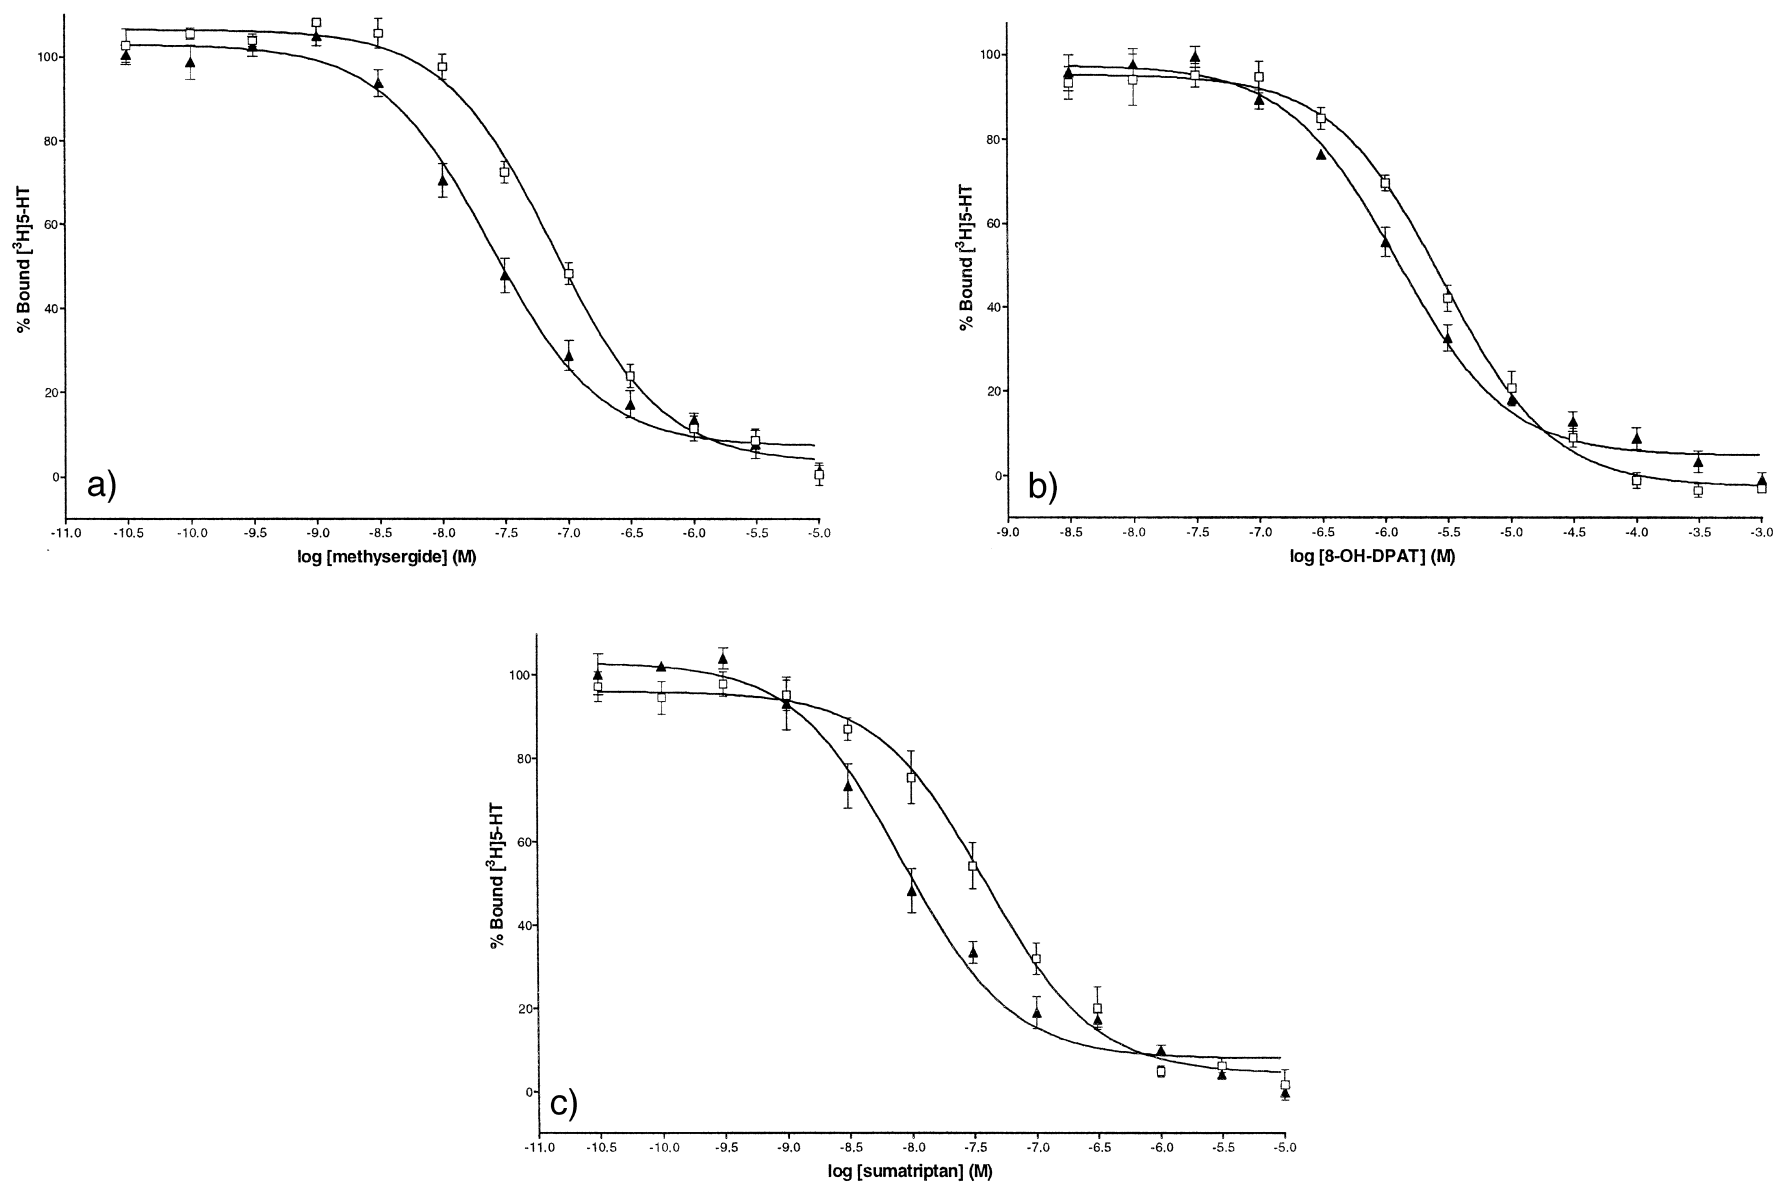 100
80
60
40
20
0
% Bound [³H]5-HT
a)
-11.0 -10.5 -10.0 -9.5 -9.0 -8.5 -8.0 -7.5 -7.0 -6.5 -6.0 -5.5 -5.0
log [methysergide] (M)
100
80
60
40
20
0
% Bound [³H]5-HT
b)
-9.0 -8.5 -8.0 -7.5 -7.0 -6.5 -6.0 -5.5 -5.0 -4.5 -4.0 -3.5 -3.0
log [8-OH-DPAT] (M)
100
80
60
40
20
0
% Bound [³H]5-HT
c)
-11.0 -10.5 -10.0 -9.5 -9.0 -8.5 -8.0 -7.5 -7.0 -6.5 -6.0 -5.5 -5.0
log [sumatriptan] (M)